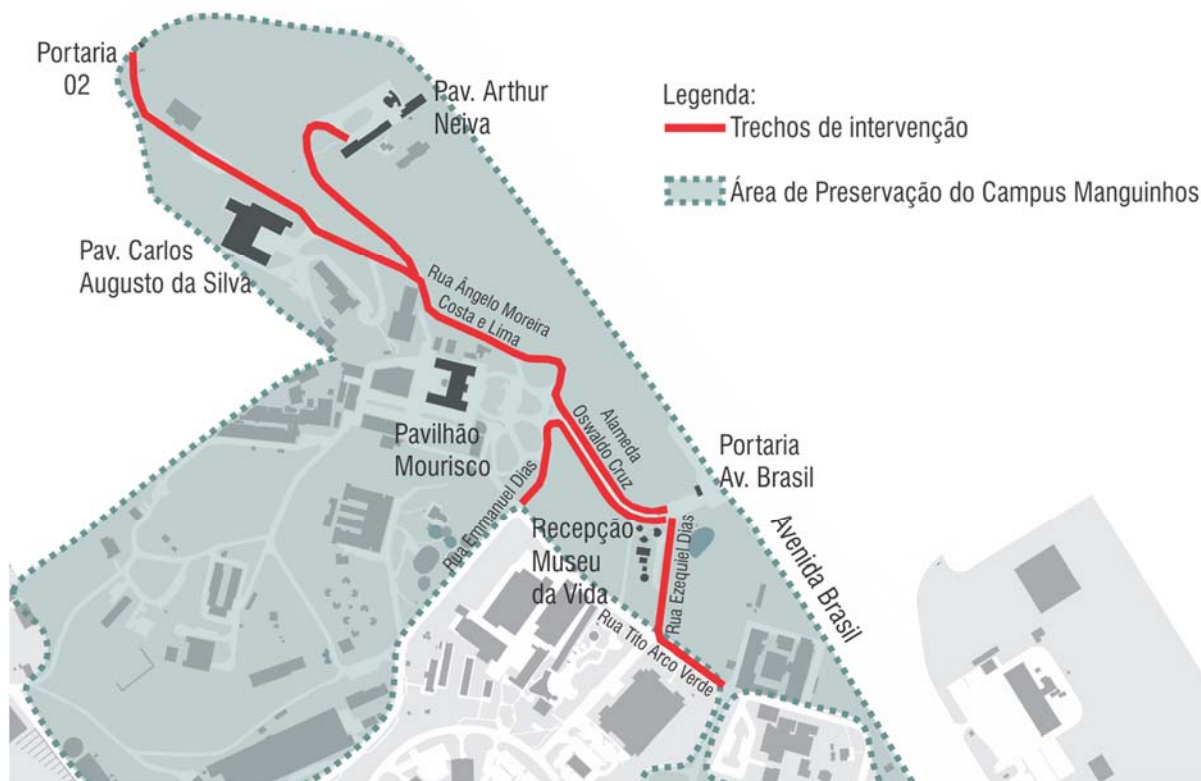 Portaria
02
Pav. Arthur
Neiva
Legenda:
Trechos de intervenção
Área de Preservação do Campus Manguinhos
Pav. Carlos
Augusto da Silva
Rua Ângelo Moreira
Costa e Lima
Pavilhão
Mourisco
Alameda
Oswaldo Cruz
Portaria
Av. Brasil
Rua Emmanuel Dias
Recepção
Museu
da Vida
Rua Ezequiel Dias
Avenida Brasil
Rua Tito Arco Verde